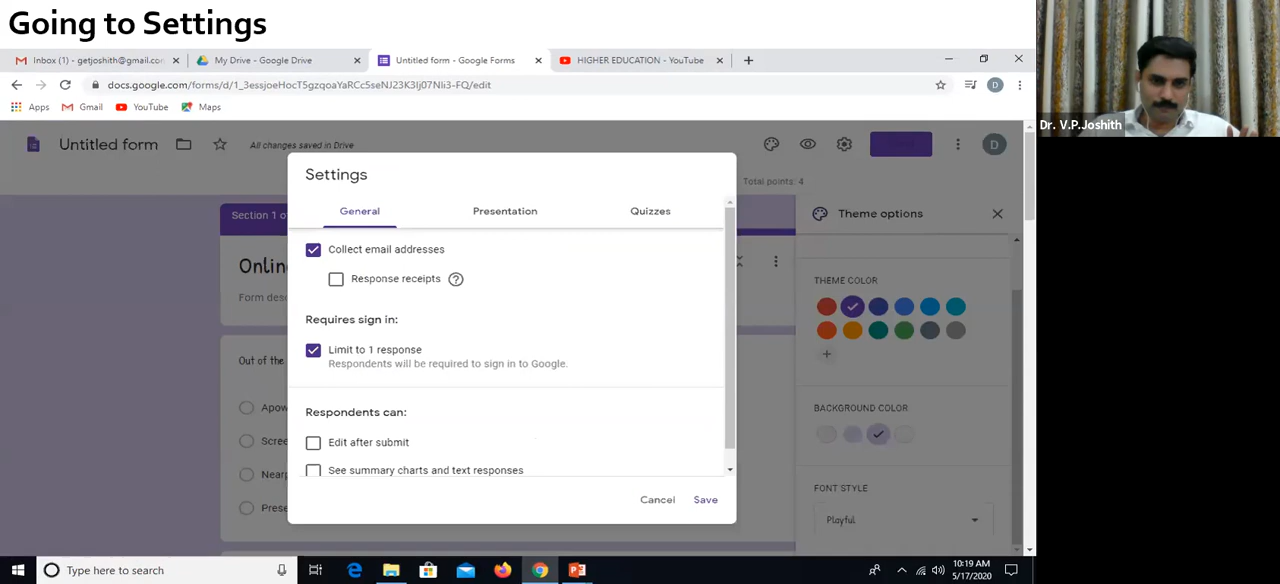 Going to Settings
Inbox (1) - getjoshith@gmail.con
My Drive - Google Drive
Untitled form - Google Forms
HIGHER EDUCATION - YouTube
docs.google.com/forms/d/1_3essjoeHocT5gzqoaYaRCc5seNJ23K3Ij07NIi3-FQ/edit
Apps
Gmail
YouTube
Maps
Dr. V.P.Joshith
Untitled form
All changes saved in Drive
D
Total points: 4
Settings
General
Presentation
Quizzes
Section 1 o
Theme options
Collect email addresses
Onlin
Response receipts
Form des
THEME COLOR
Requires sign in:
Limit to 1 response
Respondents will be required to sign in to Google.
Out of the
Respondents can:
BACKGROUND COLOR
Apow
Edit after submit
Scree
See summary charts and text responses
Nearp
FONT STYLE
Cancel
Save
Prese
Playful
Type here to search
10:19 AM
5/17/2020